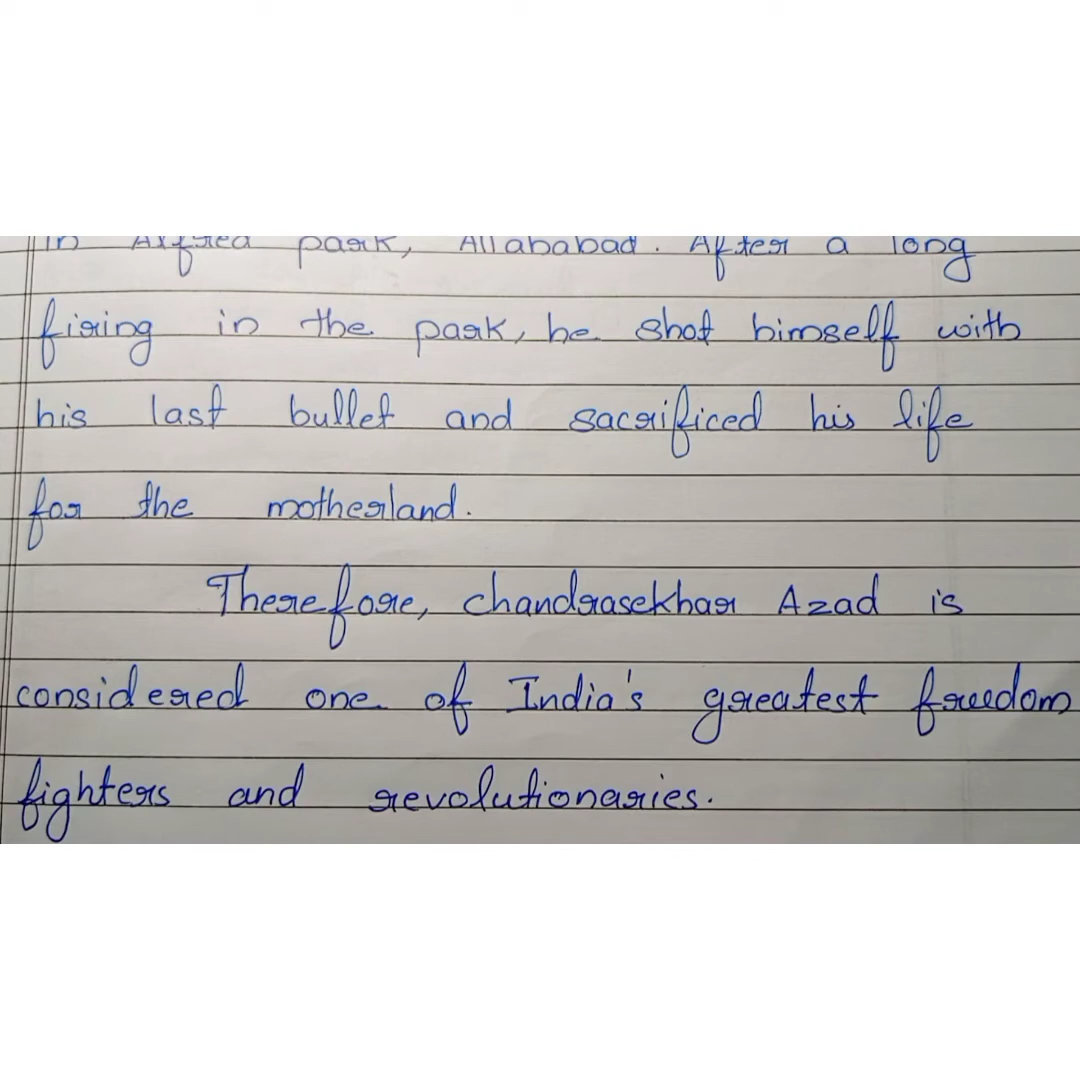 in Alfred park, Allahabad. After a long
firing in the park, he shot himself with
his last bullet and sacrificed his life
for the motherland.
Therefore, chandrasekhar Azad is
considered one of India's greatest freedom
fighters and revolutionaries.